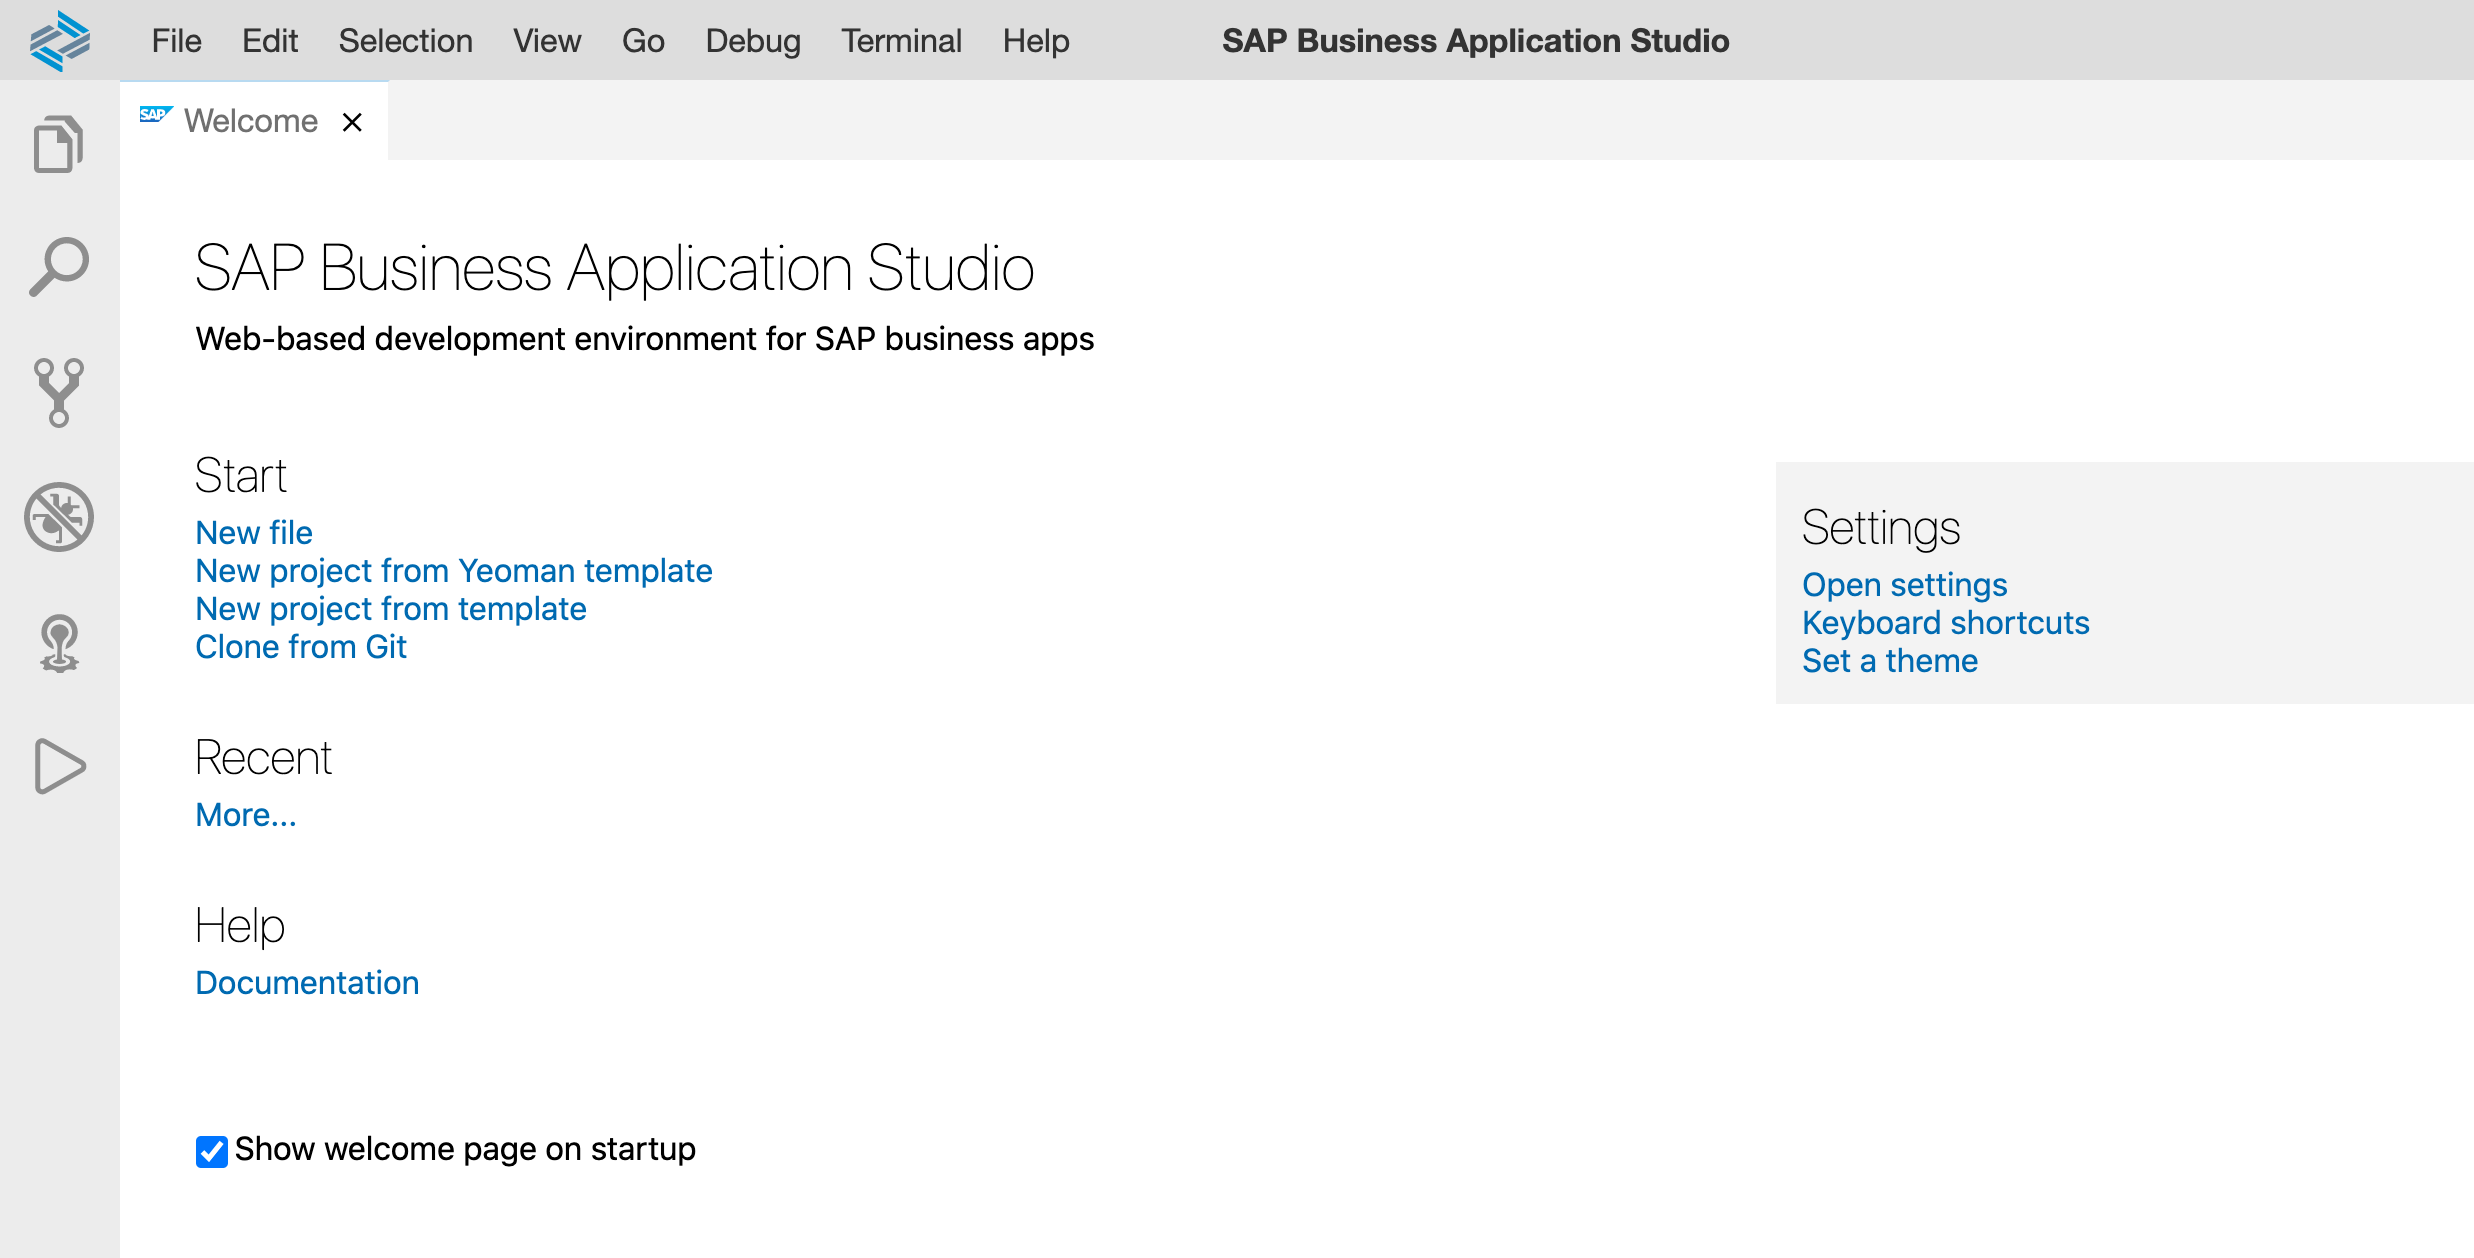 File Edit Selection View Go Debug Terminal Help SAP Business Application Studio
SAP Welcome
SAP Business Application Studio
Web-based development environment for SAP business apps
Start
New file
New project from Yeoman template
New project from template
Clone from Git
Recent
More...
Help
Documentation
Show welcome page on startup
Settings
Open settings
Keyboard shortcuts
Set a theme